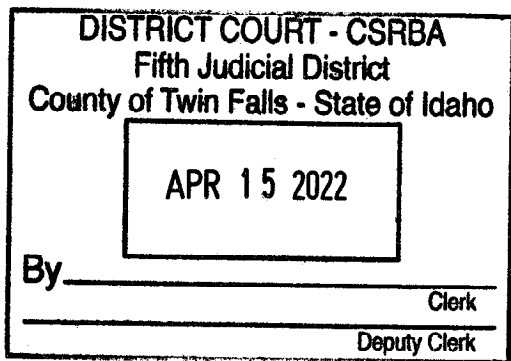 DISTRICT COURT - CSRBA
Fifth Judicial District
County of Twin Falls - State of Idaho
APR 15 2022
By
Clerk
Deputy Clerk